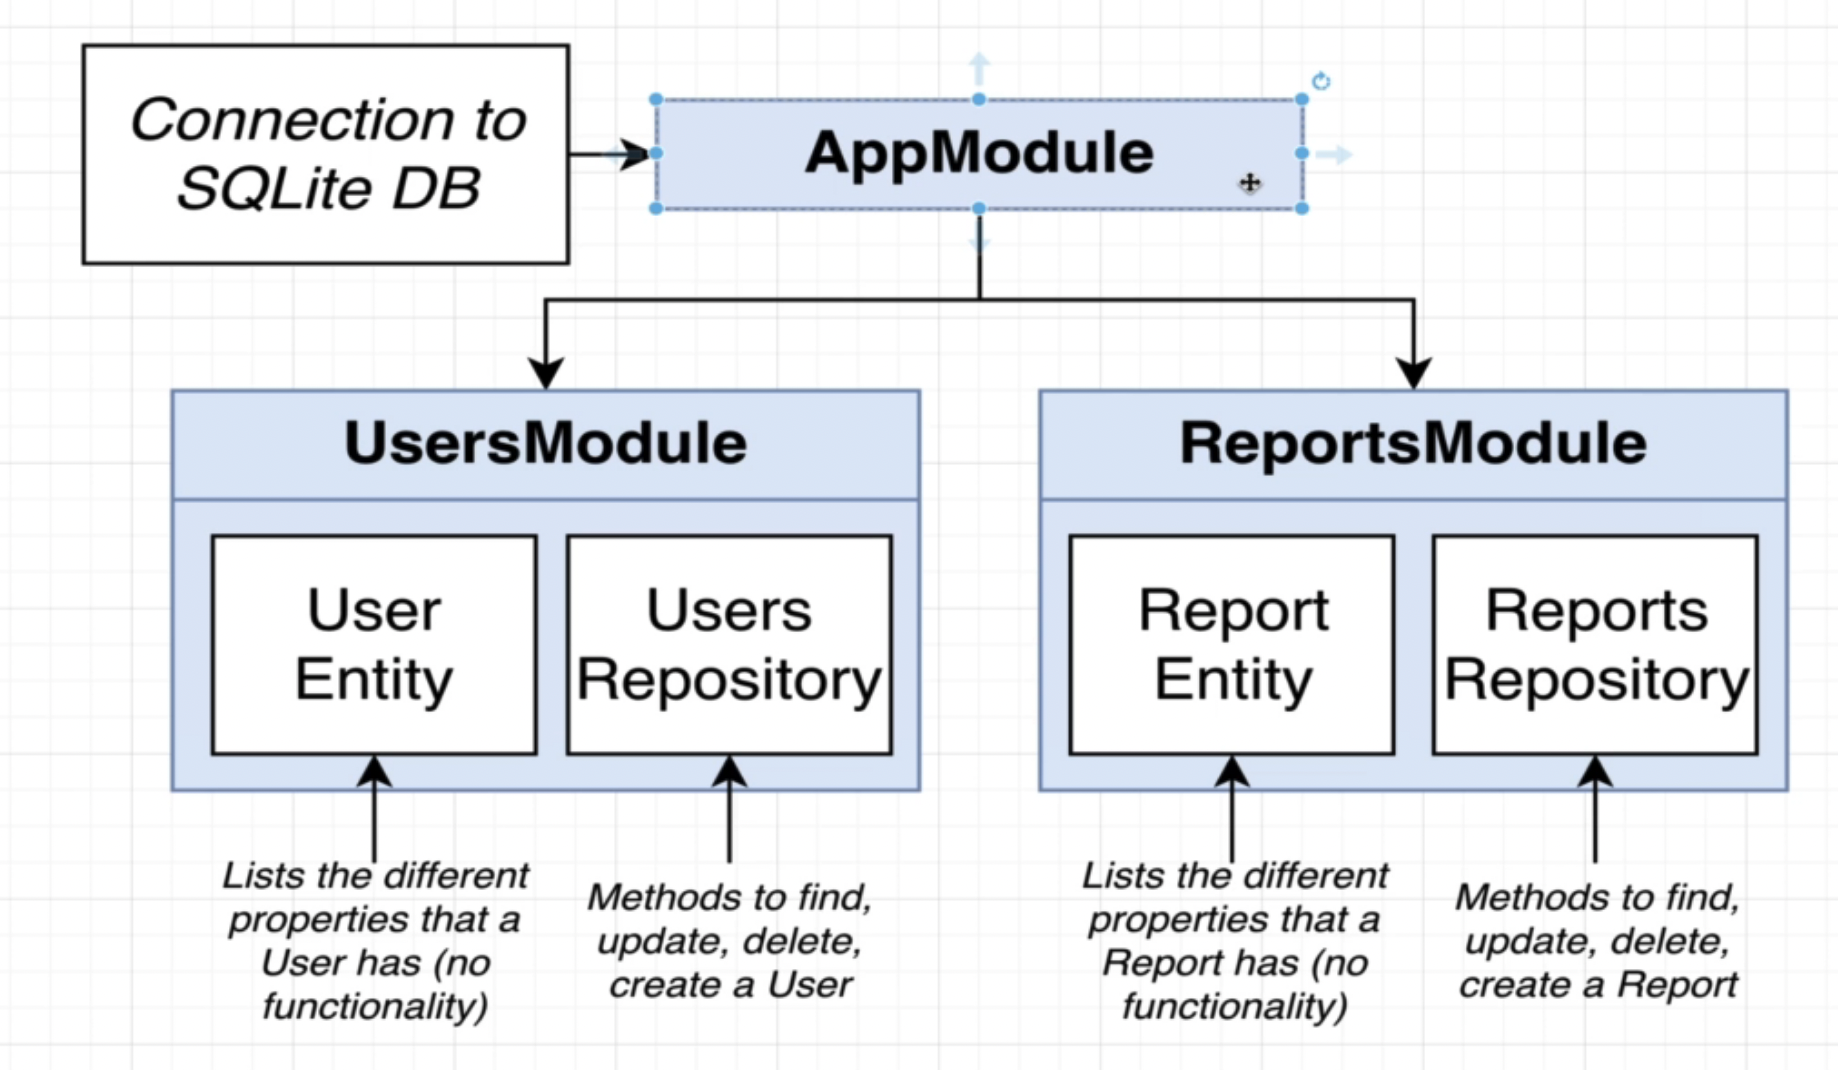 Connection to
SQLite DB
AppModule
UsersModule
User
Entity
Users
Repository
Lists the different
properties that a
User has (no
functionality)
Methods to find,
update, delete,
create a User
ReportsModule
Report
Entity
Reports
Repository
Lists the different
properties that a
Report has (no
functionality)
Methods to find,
update, delete,
create a Report